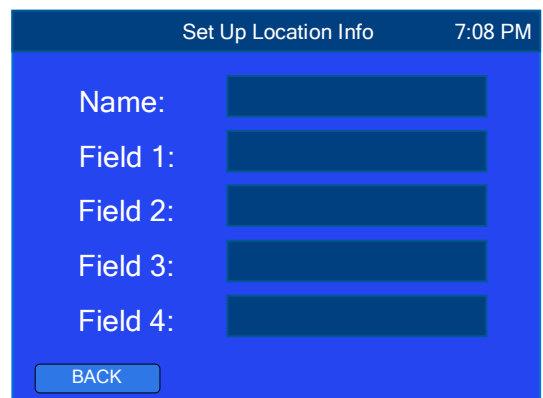 Set Up Location Info 7:08 PM
Name:
Field 1:
Field 2:
Field 3:
Field 4:
BACK